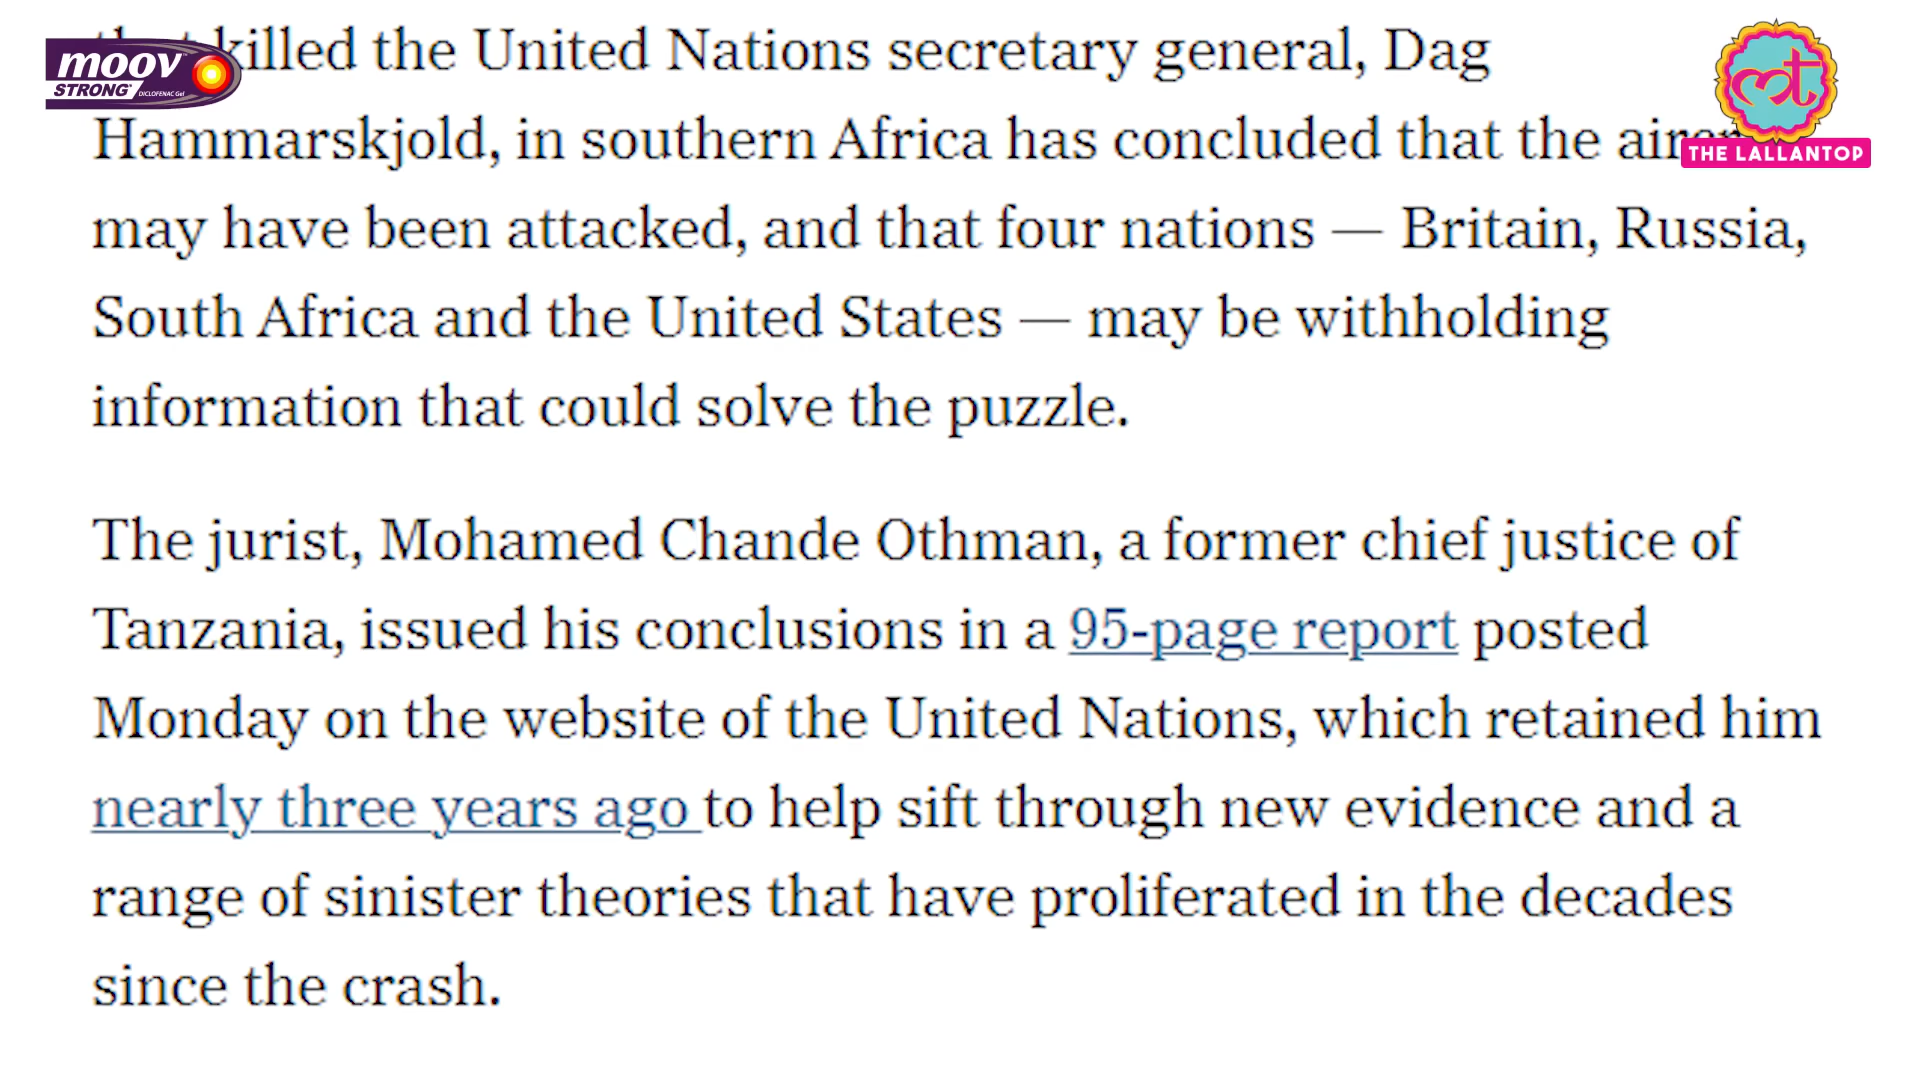 moov
STRONG
DICLOFENAC Gel
killed the United Nations secretary general, Dag
Hammarskjold, in southern Africa has concluded that the
may have been attacked, and that four nations — Britain, Russia,
South Africa and the United States — may be withholding
information that could solve the puzzle.
The jurist, Mohamed Chande Othman, a former chief justice of
Tanzania, issued his conclusions in a 95-page report posted
Monday on the website of the United Nations, which retained him
nearly three years ago to help sift through new evidence and a
range of sinister theories that have proliferated in the decades
since the crash.
THE LALLANTOP